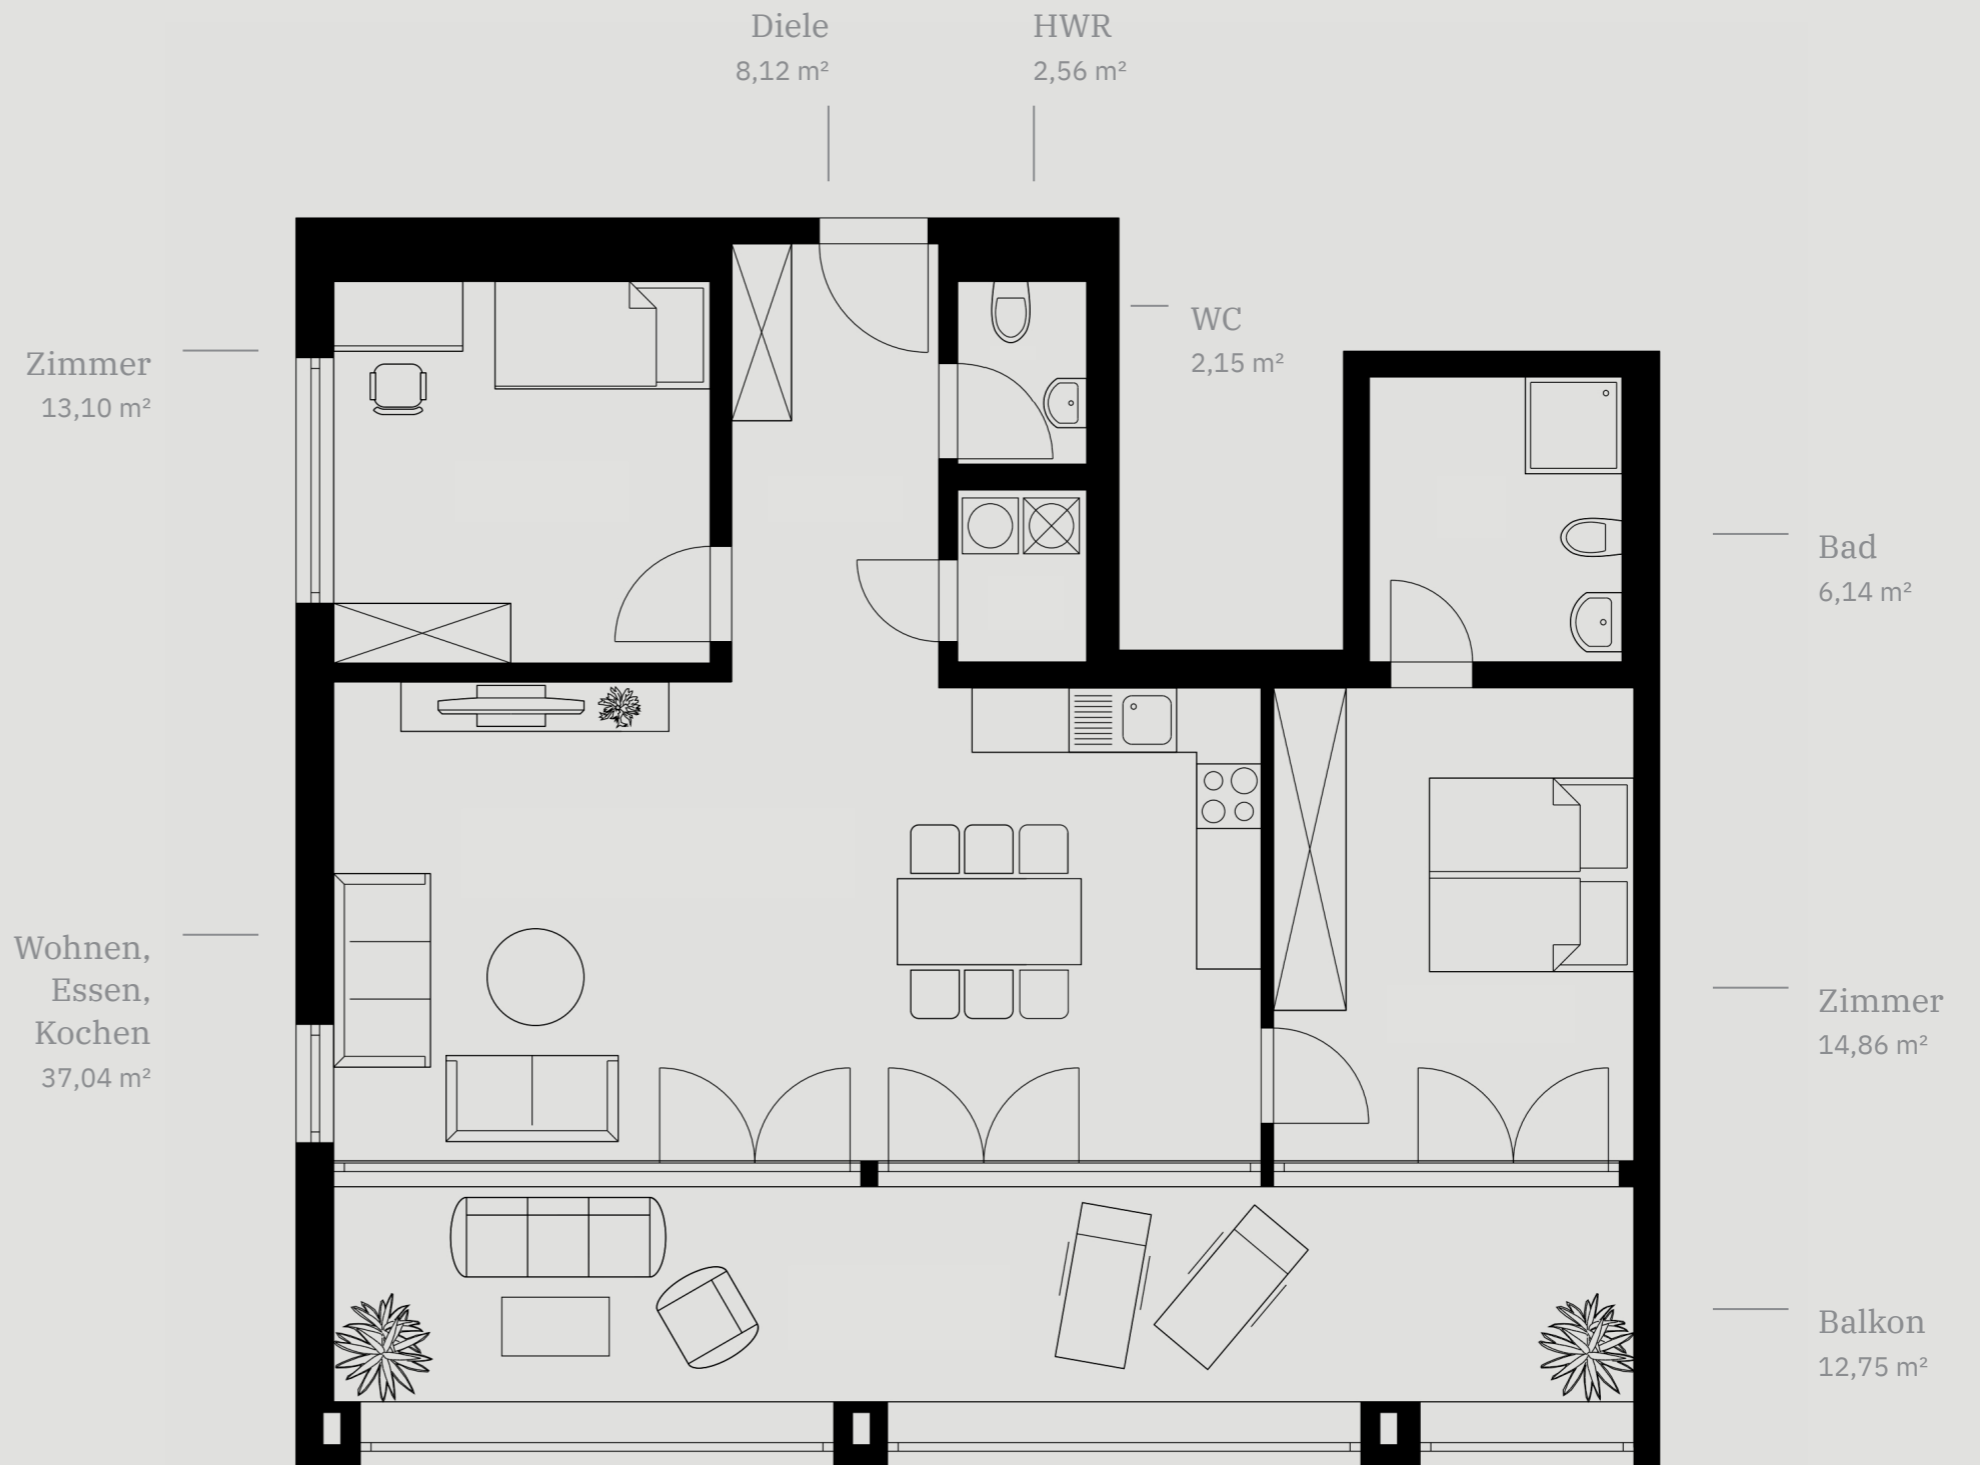 Diele
8,12 m²
HWR
2,56 m²
WC
2,15 m²
Zimmer
13,10 m²
Bad
6,14 m²
Wohnen,
Essen,
Kochen
37,04 m²
Zimmer
14,86 m²
Balkon
12,75 m²